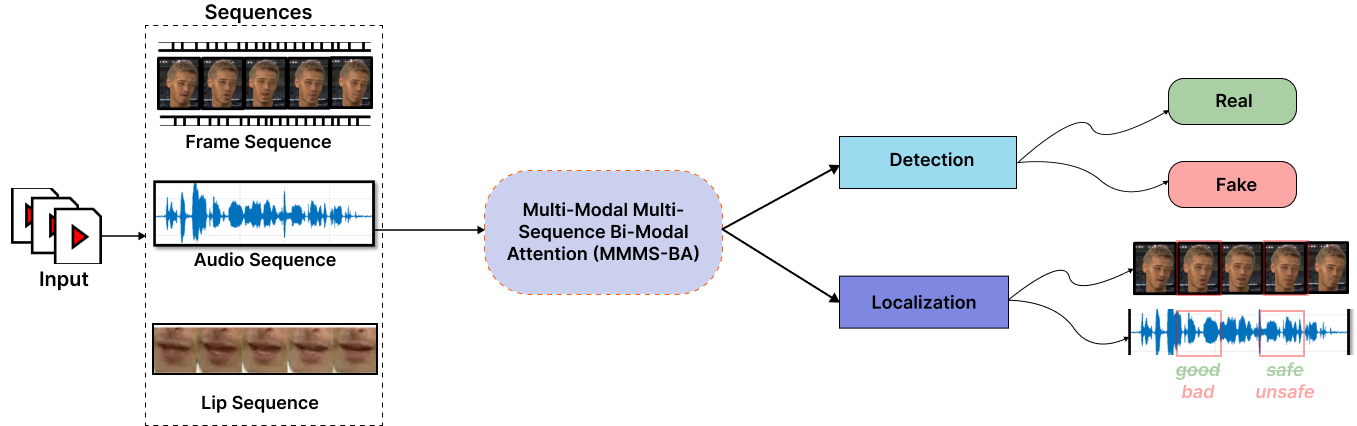 Sequences
Frame Sequence
Audio Sequence
Lip Sequence
Input
Multi-Modal Multi-
Sequence Bi-Modal
Attention (MMMS-BA)
Detection
Real
Fake
Localization
good safe
bad unsafe